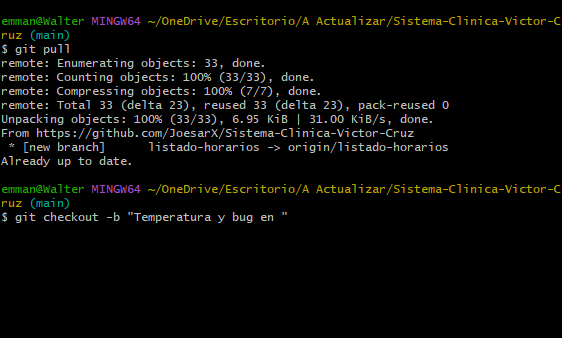 emman@Walter MINGW64 ~/OneDrive/Escritorio/A Actualizar/Sistema-Clinica-Victor-C
ruz (main)
$ git pull
remote: Enumerating objects: 33, done.
remote: Counting objects: 100% (33/33), done.
remote: Compressing objects: 100% (7/7), done.
remote: Total 33 (delta 23), reused 33 (delta 23), pack-reused 0
Unpacking objects: 100% (33/33), 6.95 KiB | 31.00 KiB/s, done.
From https://github.com/JoesarX/Sistema-Clinica-Victor-Cruz
 * [new branch]      listado-horarios -> origin/listado-horarios
Already up to date.
emman@Walter MINGW64 ~/OneDrive/Escritorio/A Actualizar/Sistema-Clinica-Victor-C
ruz (main)
$ git checkout -b "Temperatura y bug en "